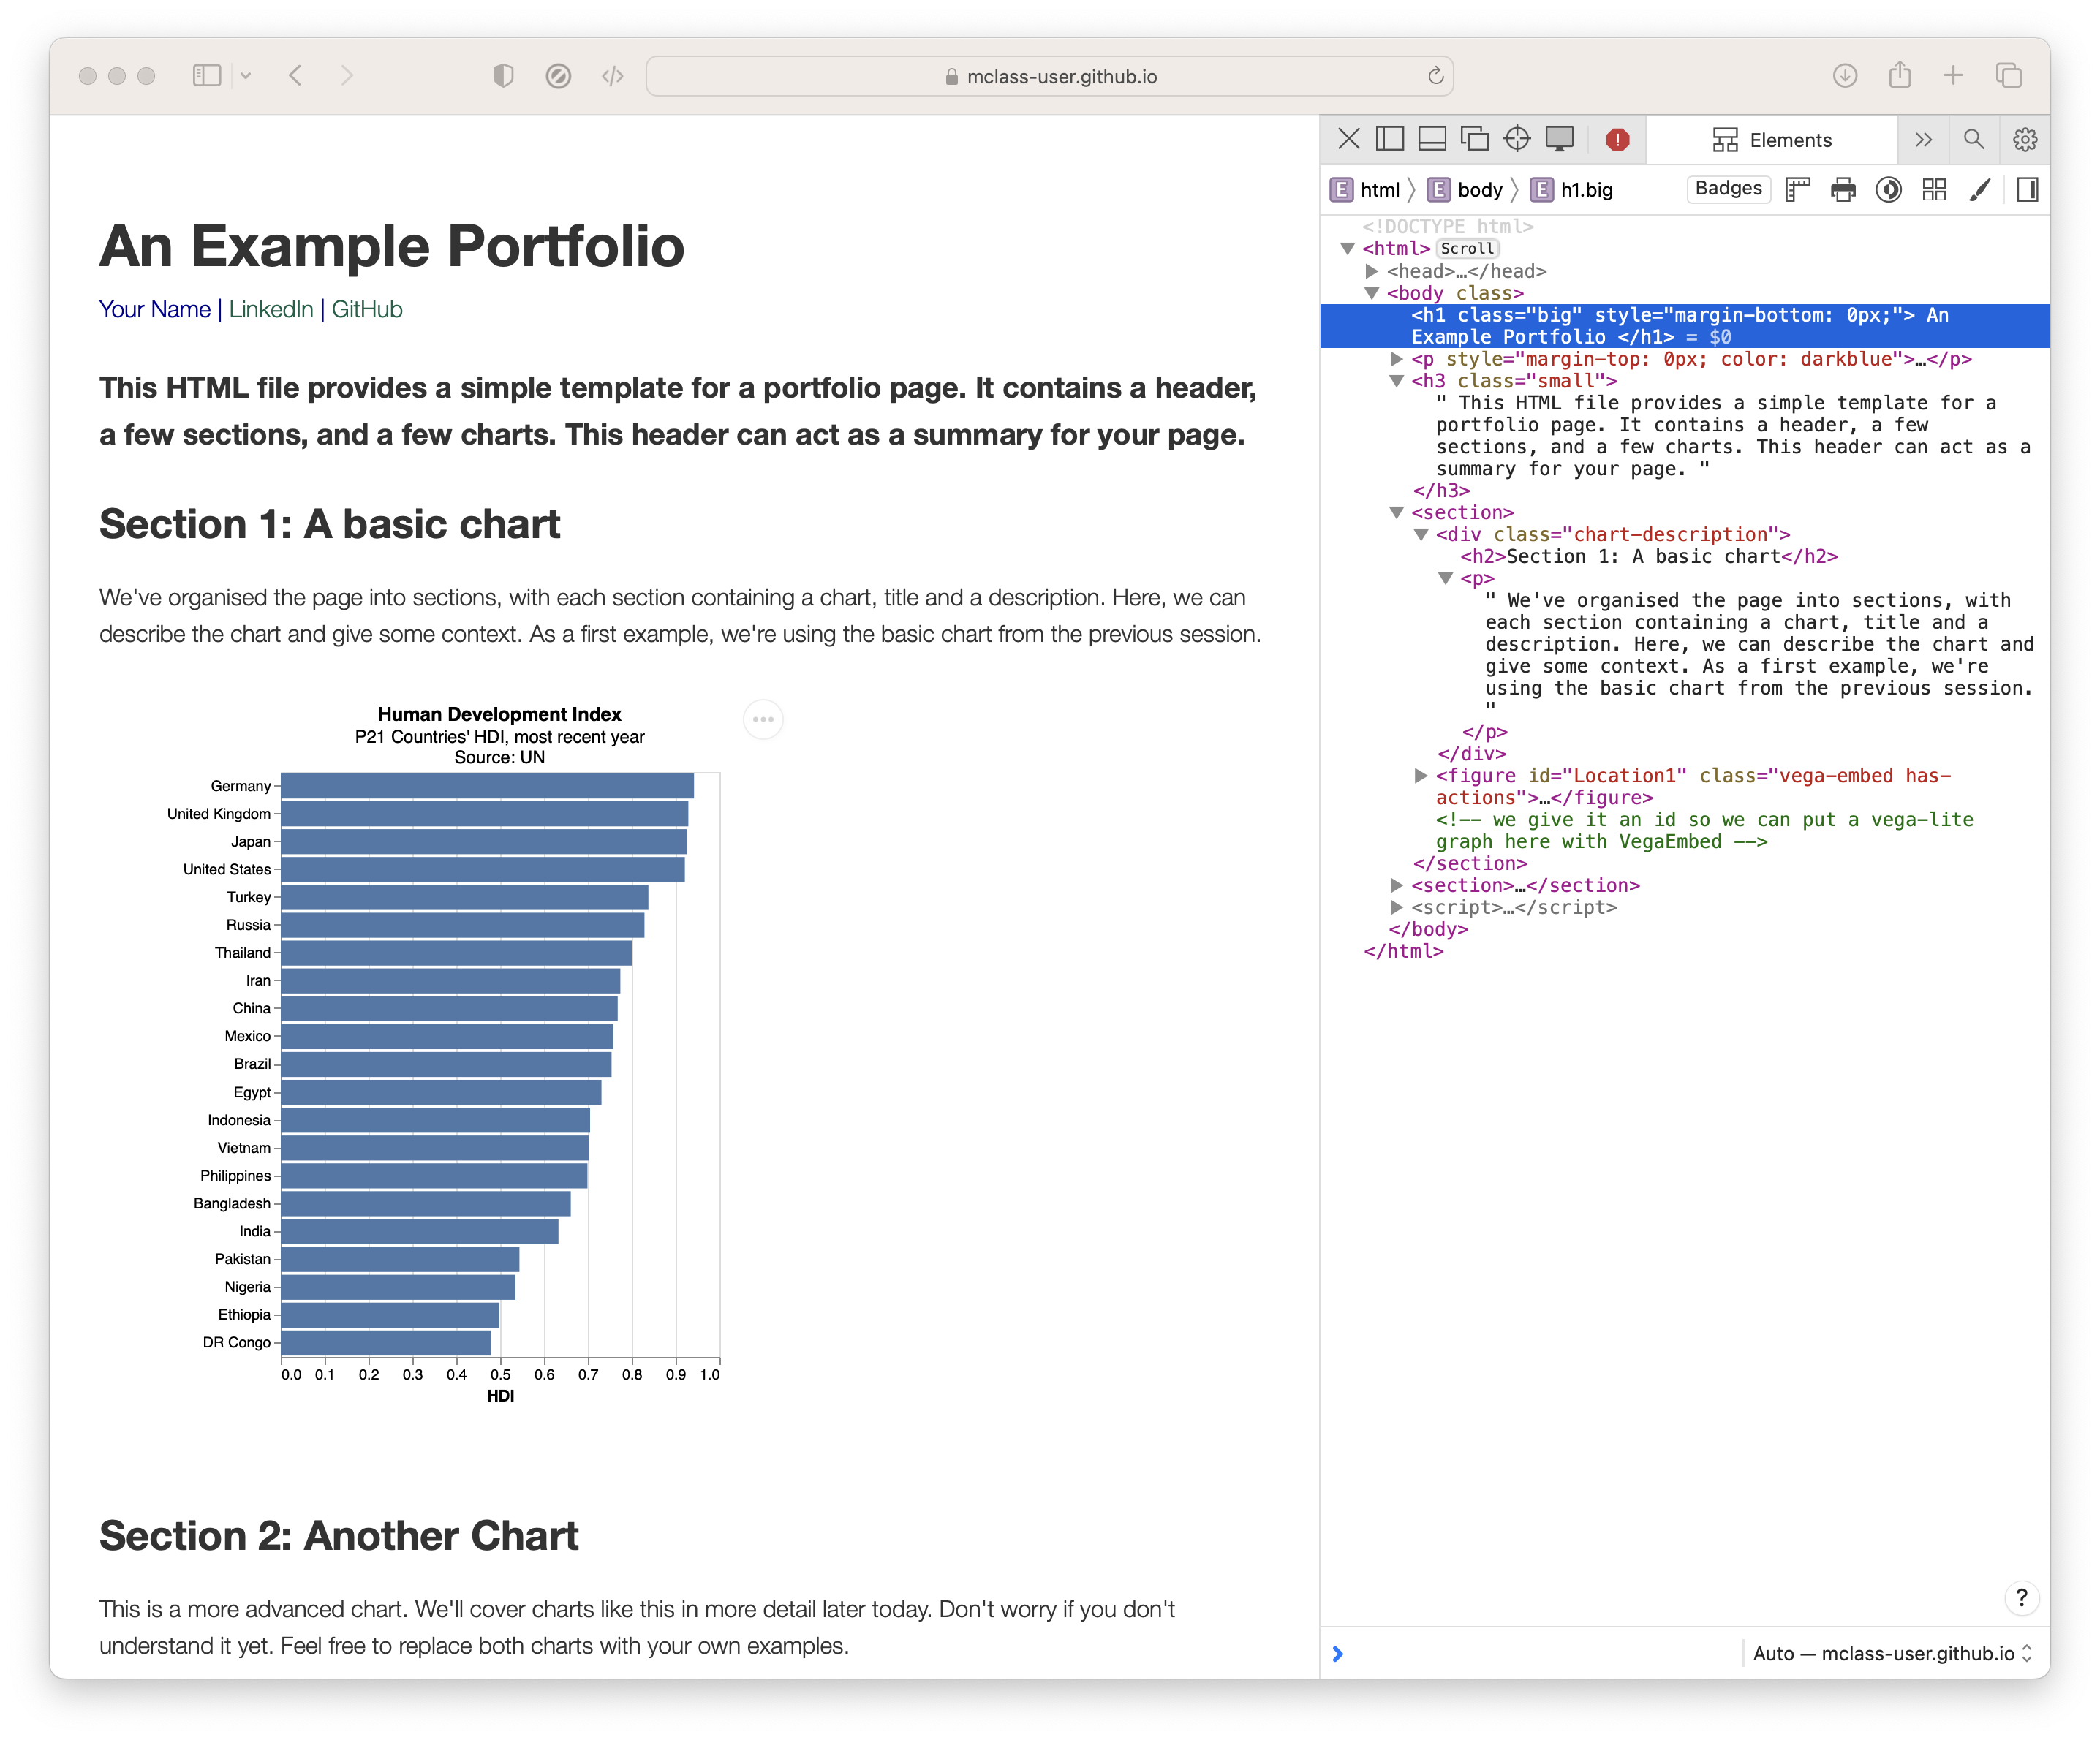 mclass-user.github.io
An Example Portfolio
Your Name | LinkedIn | GitHub
This HTML file provides a simple template for a portfolio page. It contains a header,
a few sections, and a few charts. This header can act as a summary for your page.
Section 1: A basic chart
We've organised the page into sections, with each section containing a chart, title and a description. Here, we can
describe the chart and give some context. As a first example, we're using the basic chart from the previous session.
Human Development Index
P21 Countries' HDI, most recent year
Source: UN
Germany
United Kingdom
Japan
United States
Turkey
Russia
Thailand
Iran
China
Mexico
Brazil
Egypt
Indonesia
Vietnam
Philippines
Bangladesh
India
Pakistan
Nigeria
Ethiopia
DR Congo
0.0 0.1 0.2 0.3 0.4 0.5 0.6 0.7 0.8 0.9 1.0
HDI
Section 2: Another Chart
This is a more advanced chart. We'll cover charts like this in more detail later today. Don't worry if you don't
understand it yet. Feel free to replace both charts with your own examples.
Elements
E html E body E h1.big Badges
<!DOCTYPE html>
<html> Scroll
<head>…</head>
<body class>
<h1 class="big" style="margin-bottom: 0px;"> An
Example Portfolio </h1> = $0
<p style="margin-top: 0px; color: darkblue">…</p>
<h3 class="small">
" This HTML file provides a simple template for a
portfolio page. It contains a header, a few
sections, and a few charts. This header can act as a
summary for your page. "
</h3>
<section>
<div class="chart-description">
<h2>Section 1: A basic chart</h2>
<p>
" We've organised the page into sections, with
each section containing a chart, title and a
description. Here, we can describe the chart and
give some context. As a first example, we're
using the basic chart from the previous session.
"
</p>
</div>
<figure id="Location1" class="vega-embed has-
actions">…</figure>
<!-- we give it an id so we can put a vega-lite
graph here with VegaEmbed -->
</section>
<section>…</section>
<script>…</script>
</body>
</html>
?
Auto — mclass-user.github.io